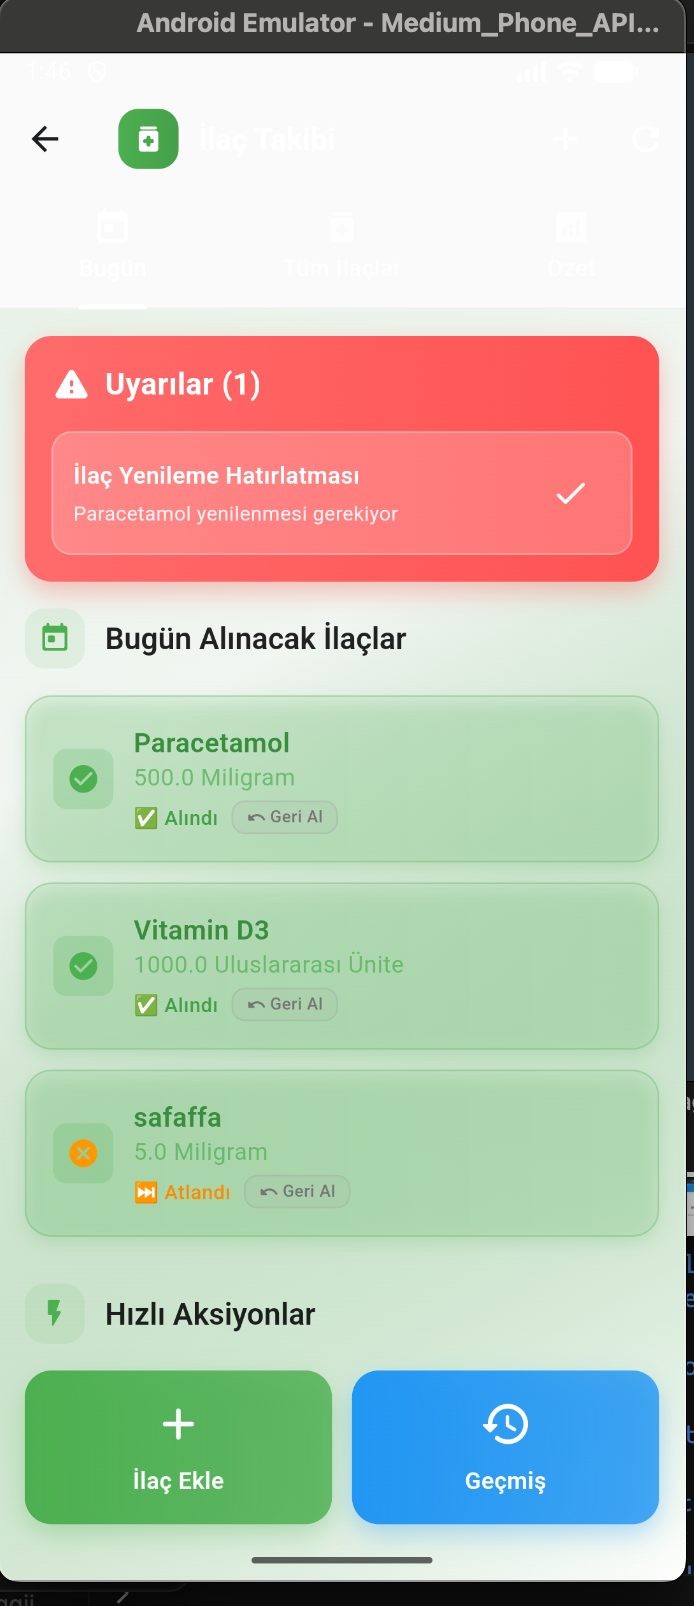 Android Emulator - Medium_Phone_API...
1:46
İlaç Takibi
Bugün
Tüm İlaçlar
Özet
Uyarılar (1)
İlaç Yenileme Hatırlatması
Paracetamol yenilenmesi gerekiyor
Bugün Alınacak İlaçlar
Paracetamol
500.0 Miligram
✅ Alındı Geri Al
Vitamin D3
1000.0 Uluslararası Ünite
✅ Alındı Geri Al
safaffa
5.0 Miligram
⏭️ Atlandı Geri Al
Hızlı Aksiyonlar
İlaç Ekle
Geçmiş